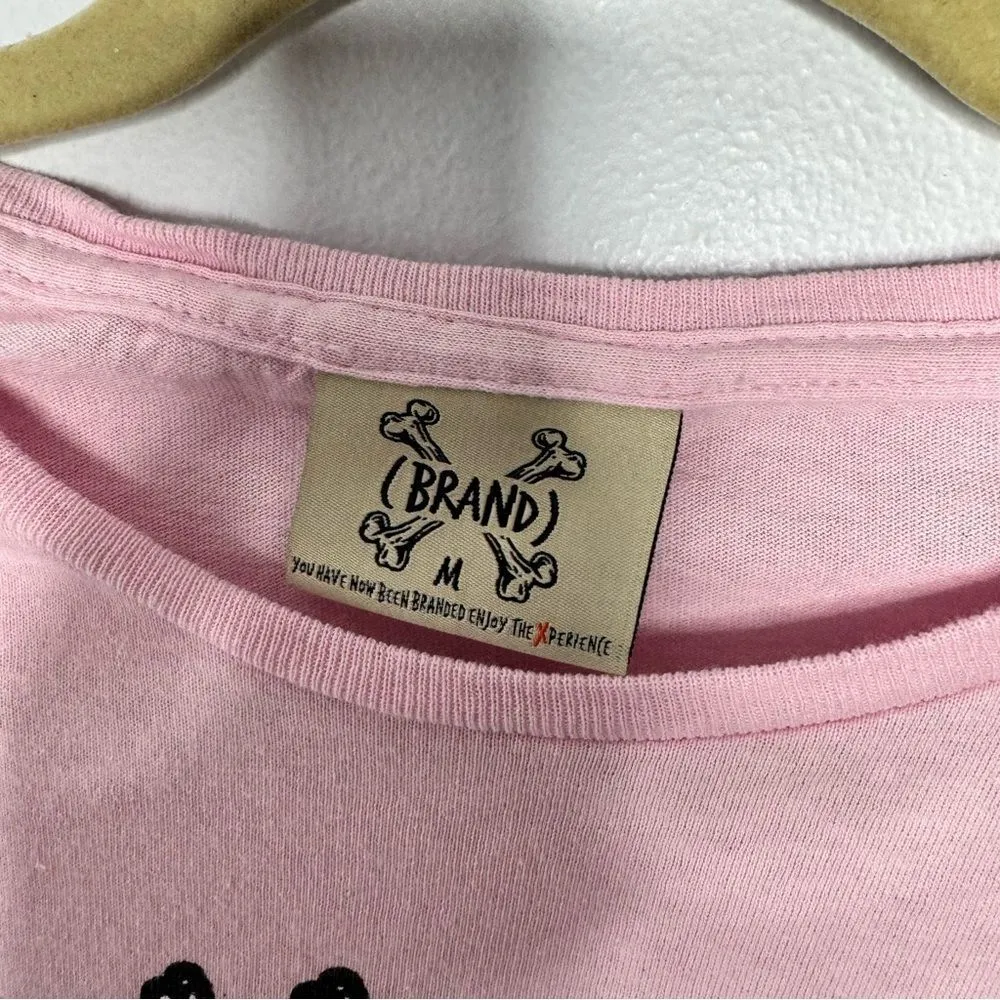 (BRAND)
M
YOU HAVE NOW BEEN BRANDED ENJOY THE XPERIENCE